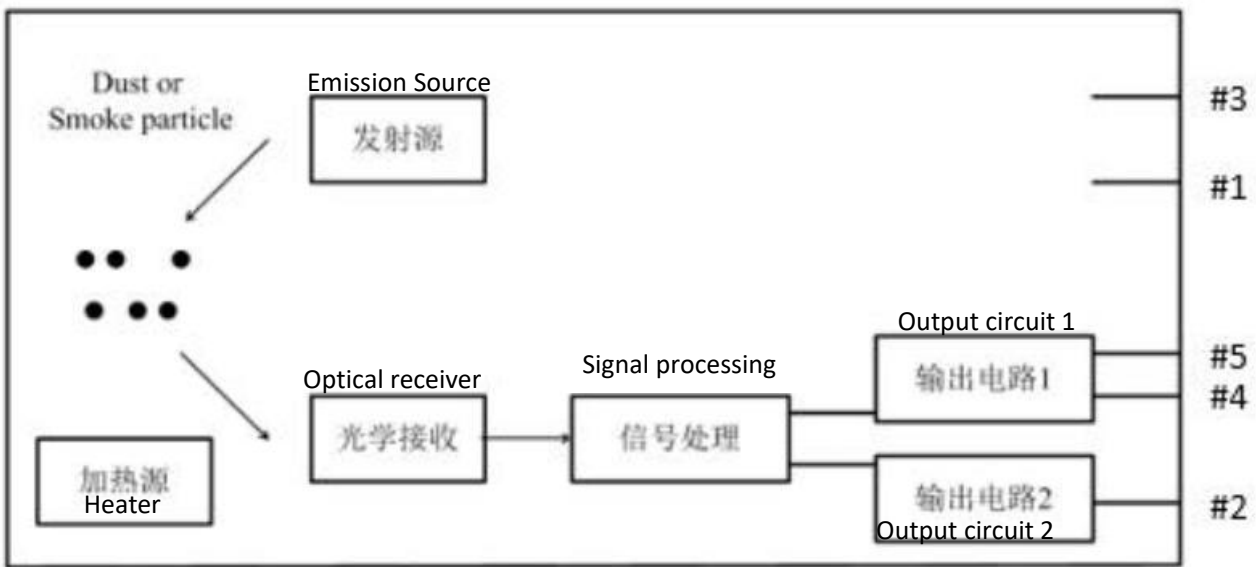 Dust or
Smoke particle
Emission Source
发射源
#3
#1
Output circuit 1
输出电路1
#5
#4
Optical receiver
光学接收
Signal processing
信号处理
加热源
Heater
输出电路2
Output circuit 2
#2